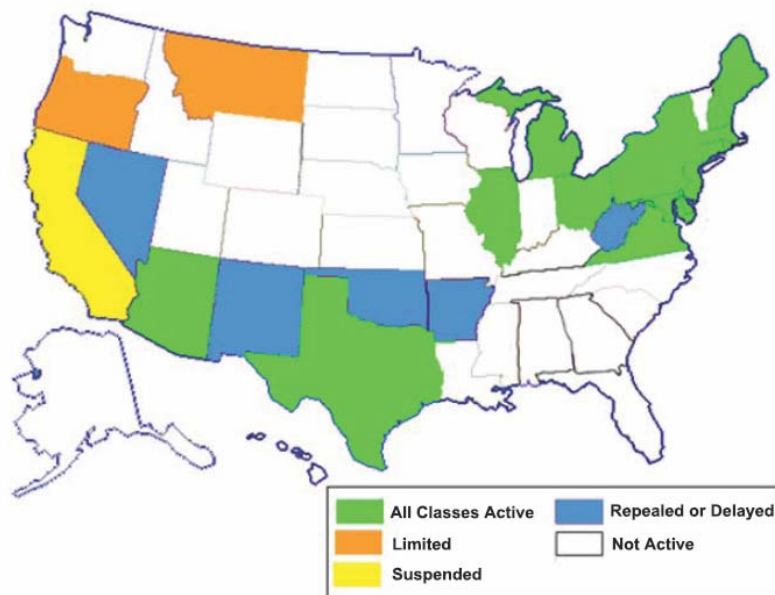 All Classes Active
Repealed or Delayed
Limited
Not Active
Suspended